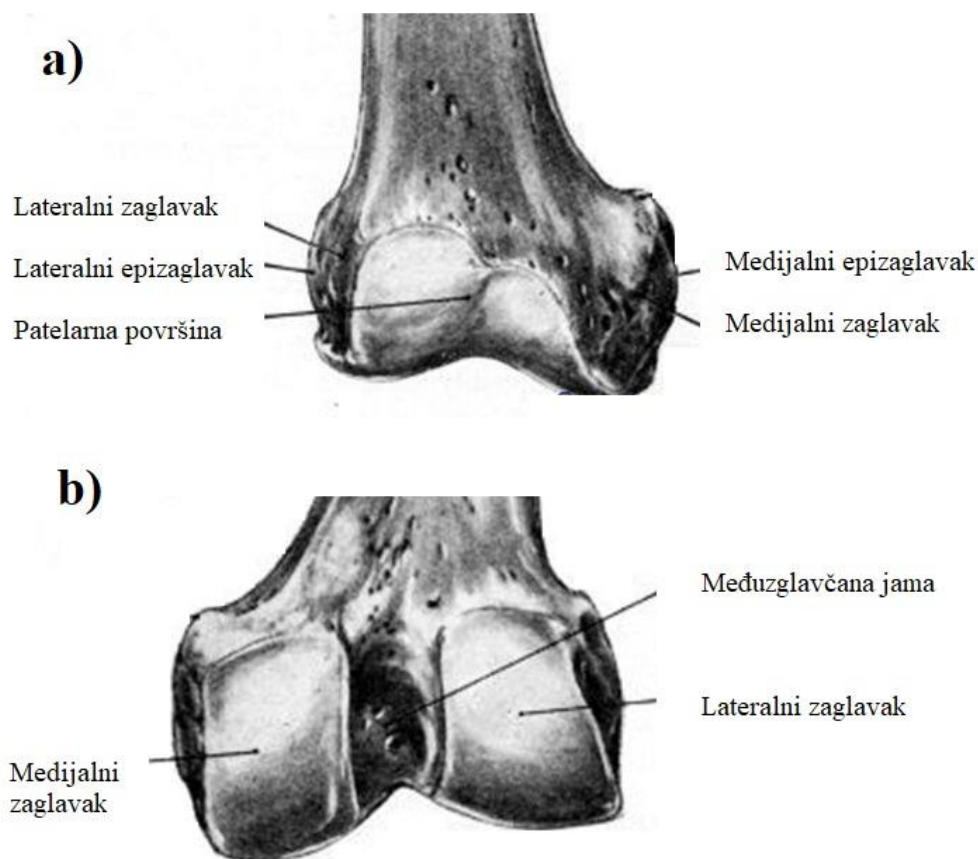 a)
Lateralni zaglavak
Lateralni epizaglavak
Patelarna površina
Medijalni epizaglavak
Medijalni zaglavak
b)
Međuzglavčana jama
Lateralni zaglavak
Medijalni
zaglavak